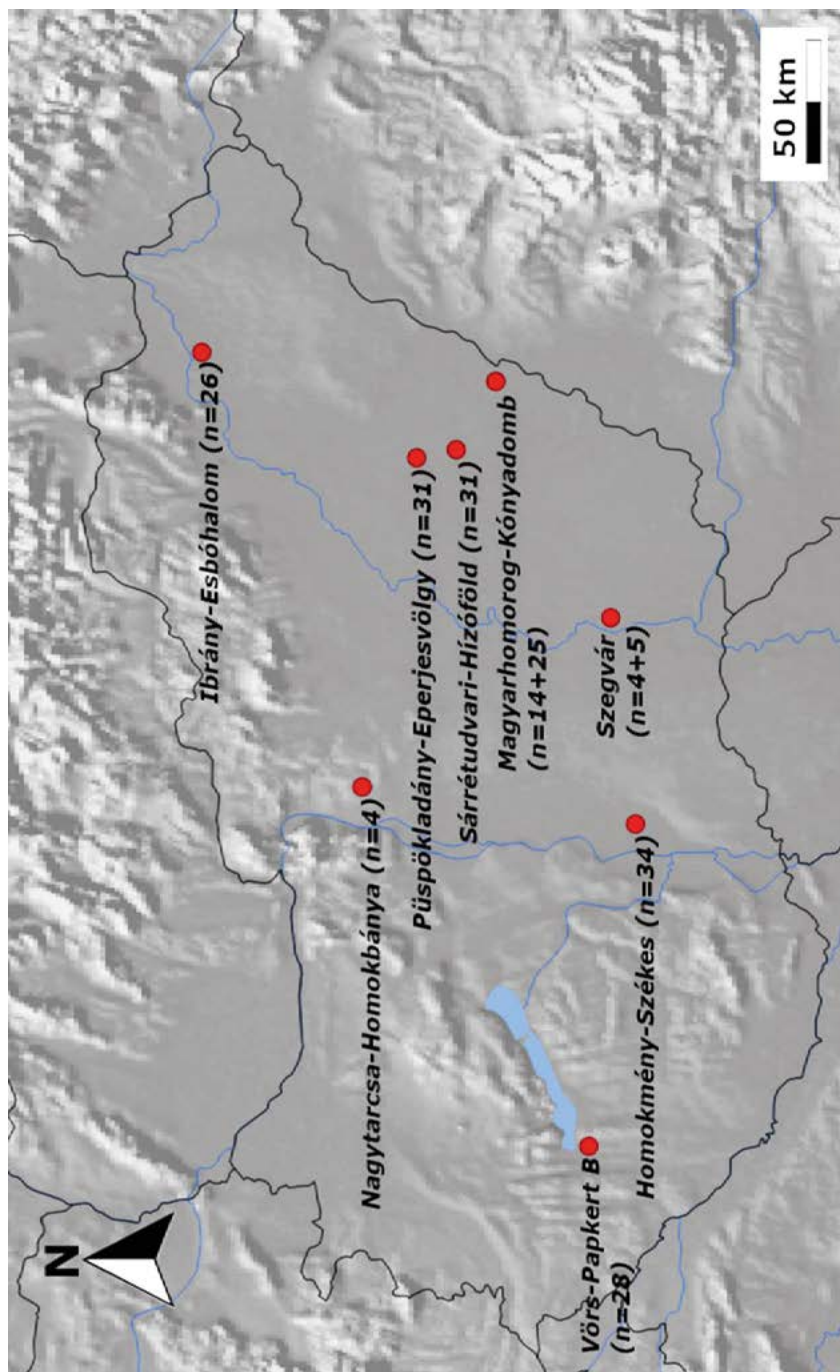 N
Ibrány-Esbóhalom (n=26)
Nagytarcsa-Homokbánya (n=4)
Püspökladány-Eperjesvölgy (n=31)
Sárrétudvari-Hízóföld (n=31)
Magyarhomorog-Kónyadomb
(n=14+25)
Szegvár
(n=4+5)
Vörs-Papkert B
(n=28)
Homokmény-Székes (n=34)
50 km